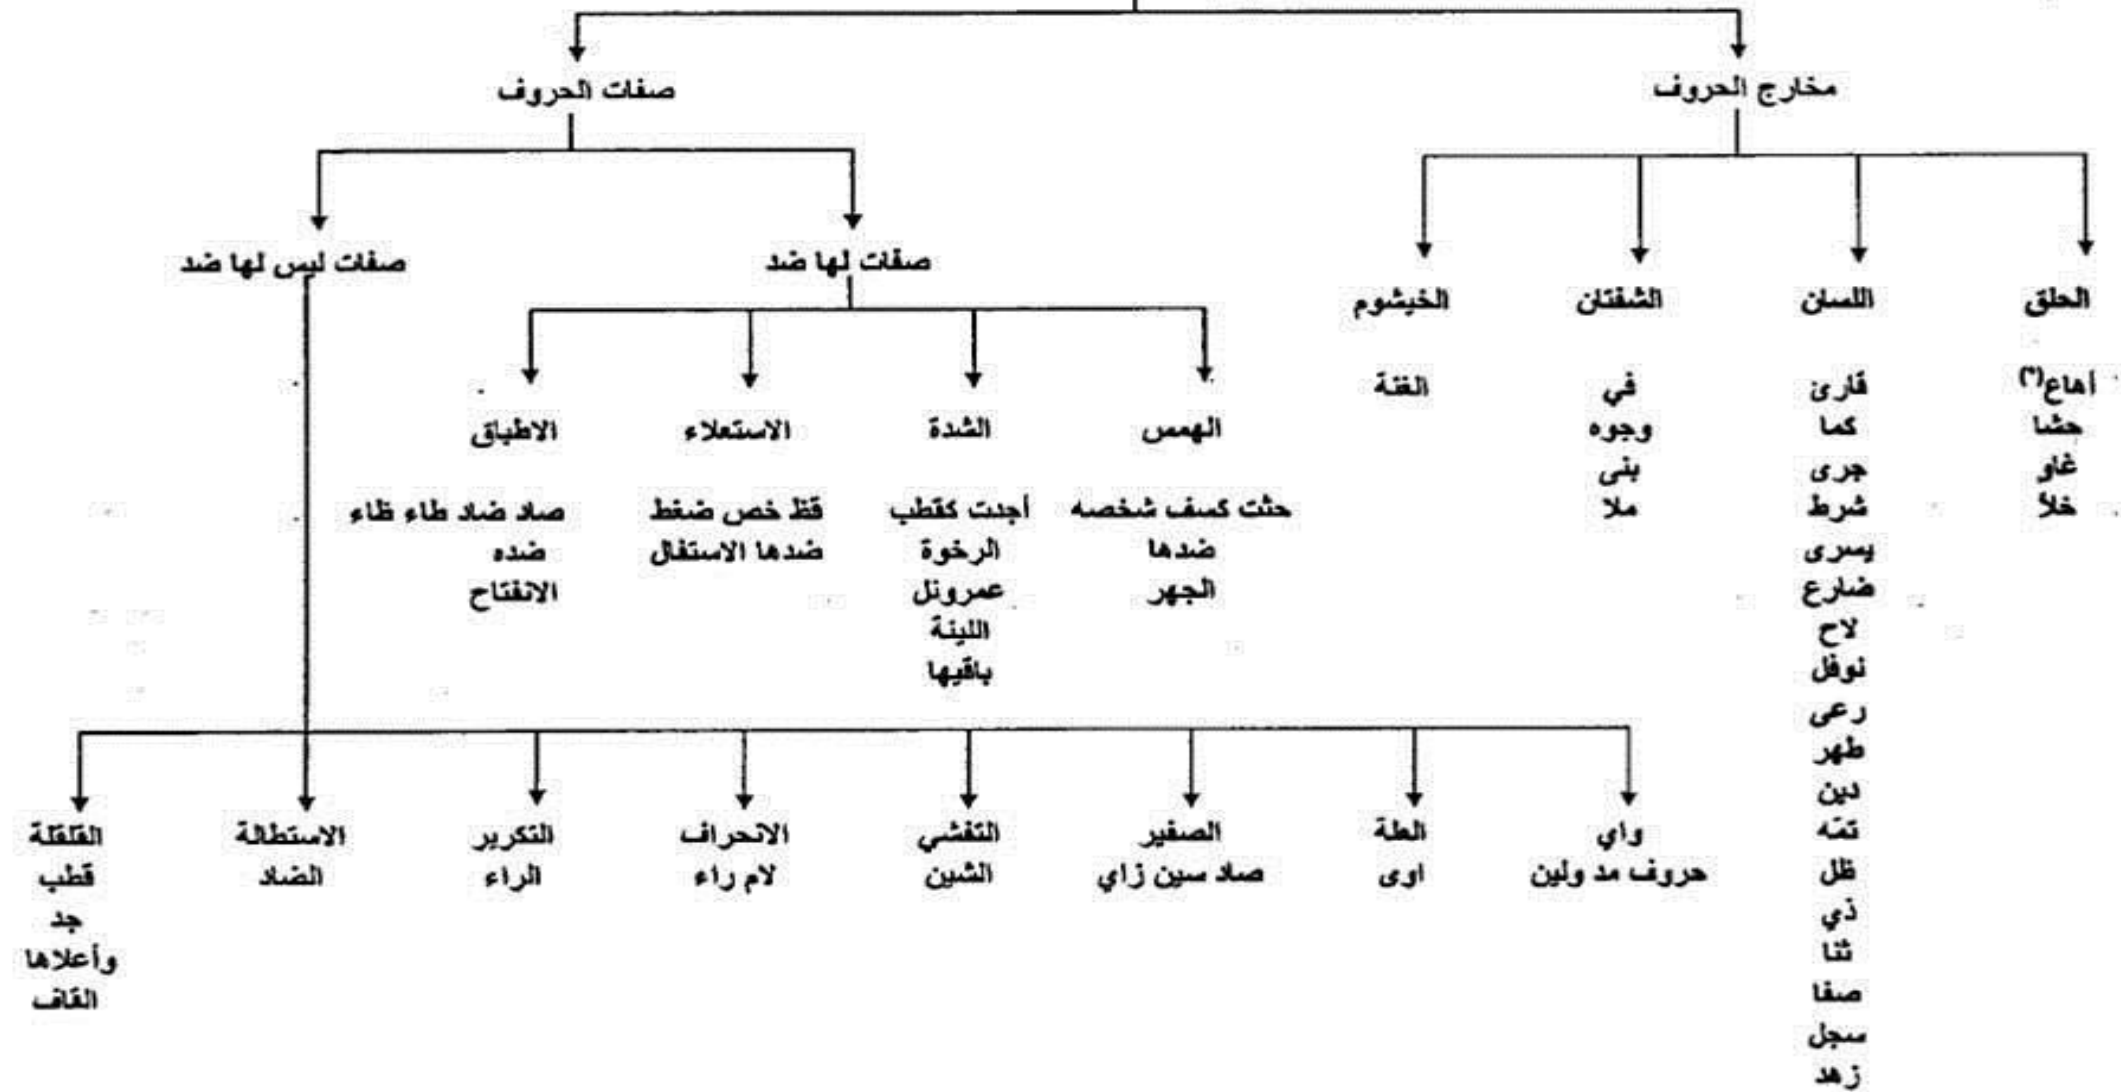 مخارج الحروف
صفات الحروف
الحلق
أهاع(*)
حشا
غاو
خلا
اللسان
قارئ
كما
جرى
شرط
يسرى
ضارع
لاح
نوفل
رعى
طهر
دين
تمه
ظل
ذي
ثنا
صفا
سجل
زهد
الشفتان
في
وجوه
بنى
ملا
الخيشوم
الغنة
صفات لها ضد
صفات ليس لها ضد
الهمس
حثت كسف شخصه
ضدها
الجهر
الشدة
أجدت كقطب
الرخوة
عمرونل
اللينة
باقيها
الاستعلاء
قظ خص ضغط
ضدها الاستفال
الاطباق
صاد ضاد طاء ظاء
ضده
الانفتاح
واي
حروف مد ولين
العلة
اوى
الصفير
صاد سين زاي
التفشي
الشين
الانحراف
لام راء
التكرير
الراء
الاستطالة
الضاد
القلقلة
قطب
جد
وأعلاها
القاف